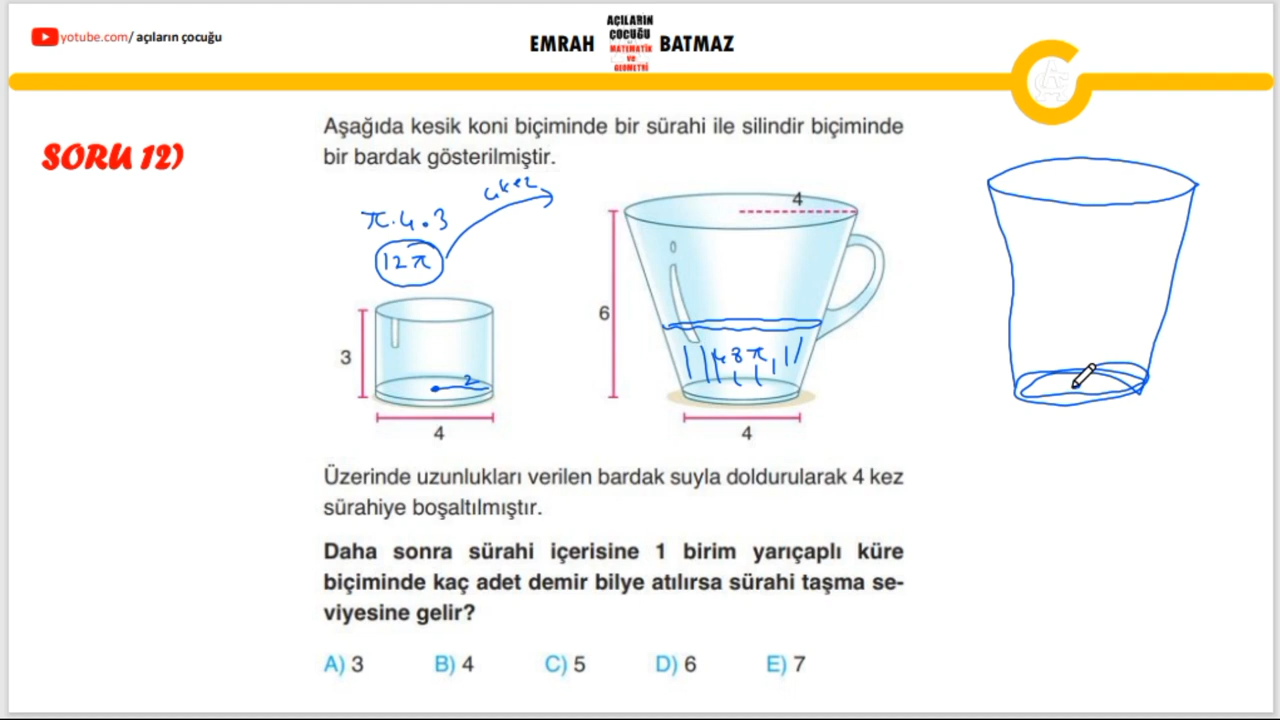 yotube.com/ açıların çocuğu
AÇILARIN
ÇOCUĞU
MATEMATİK
VE
GEOMETRİ
EMRAH BATMAZ
SORU 12)
Aşağıda kesik koni biçiminde bir sürahi ile silindir biçiminde
bir bardak gösterilmiştir.
4 kez
π.4.3
12π
4
6
3
2
48π
4
4
Üzerinde uzunlukları verilen bardak suyla doldurularak 4 kez
sürahiye boşaltılmıştır.
Daha sonra sürahi içerisine 1 birim yarıçaplı küre
biçiminde kaç adet demir bilye atılırsa sürahi taşma se-
viyesine gelir?
A) 3 B) 4 C) 5 D) 6 E) 7